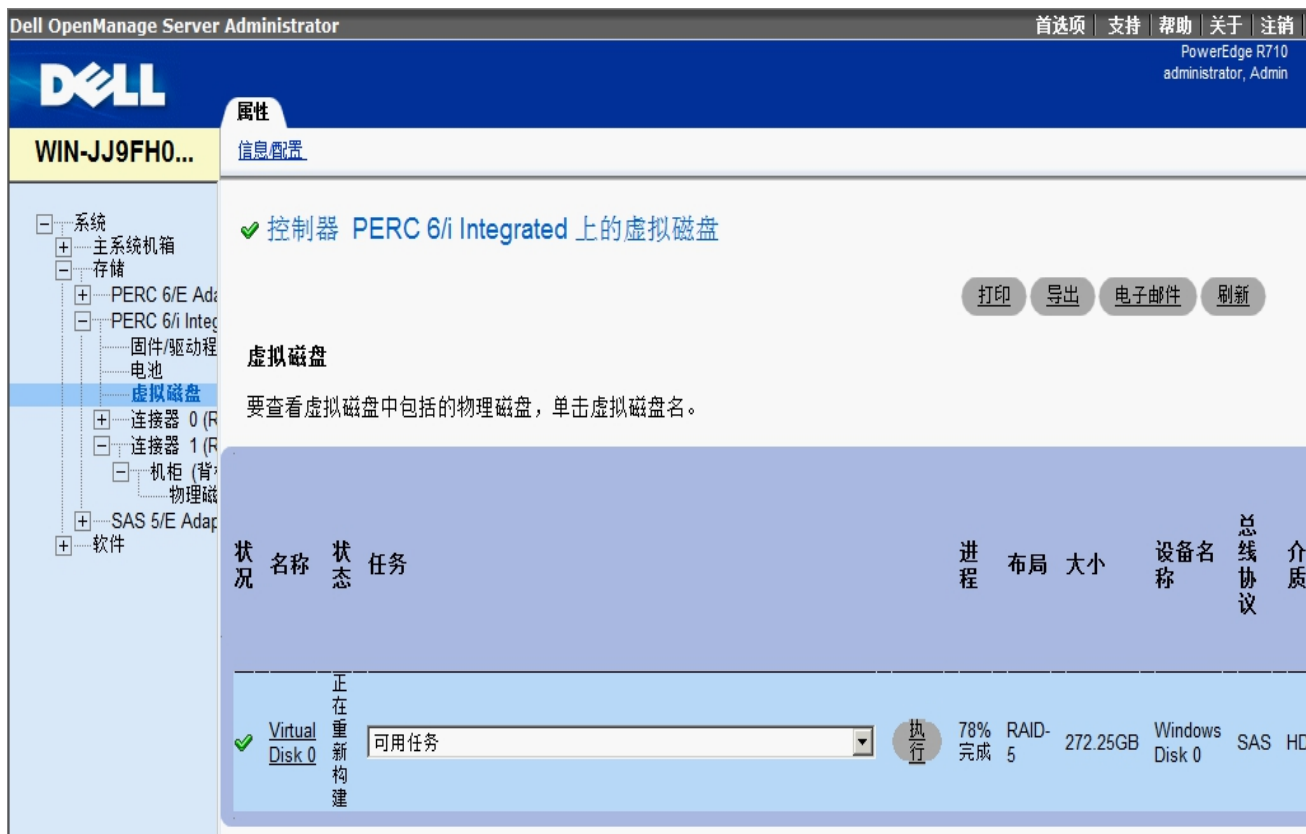 Dell OpenManage Server Administrator
首选项 | 支持 | 帮助 | 关于 | 注销
PowerEdge R710
administrator, Admin
DELL
属性
WIN-JJ9FH0...
信息/配置
系统
主系统机箱
存储
PERC 6/E Ada
PERC 6/i Integ
固件/驱动程
电池
虚拟磁盘
连接器 0 (R
连接器 1 (R
机柜 (背
物理磁
SAS 5/E Adap
软件
控制器 PERC 6/i Integrated 上的虚拟磁盘
打印 导出 电子邮件 刷新
虚拟磁盘
要查看虚拟磁盘中包括的物理磁盘，单击虚拟磁盘名。
状况 名称 状态 任务 进程 布局 大小 设备名称 总线协议 介质
Virtual Disk 0 正在重新构建 可用任务 执行 78% 完成 RAID-5 272.25GB Windows Disk 0 SAS HD